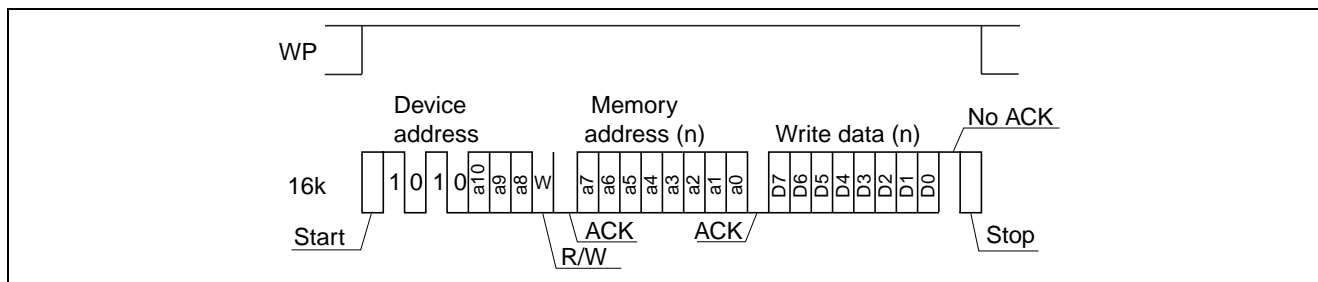 WP
Device
address
Memory
address (n)
Write data (n)
No ACK
16k
1 0 1 0 a10 a9 a8 W a7 a6 a5 a4 a3 a2 a1 a0 D7 D6 D5 D4 D3 D2 D1 D0
Start
ACK
R/W
ACK
Stop